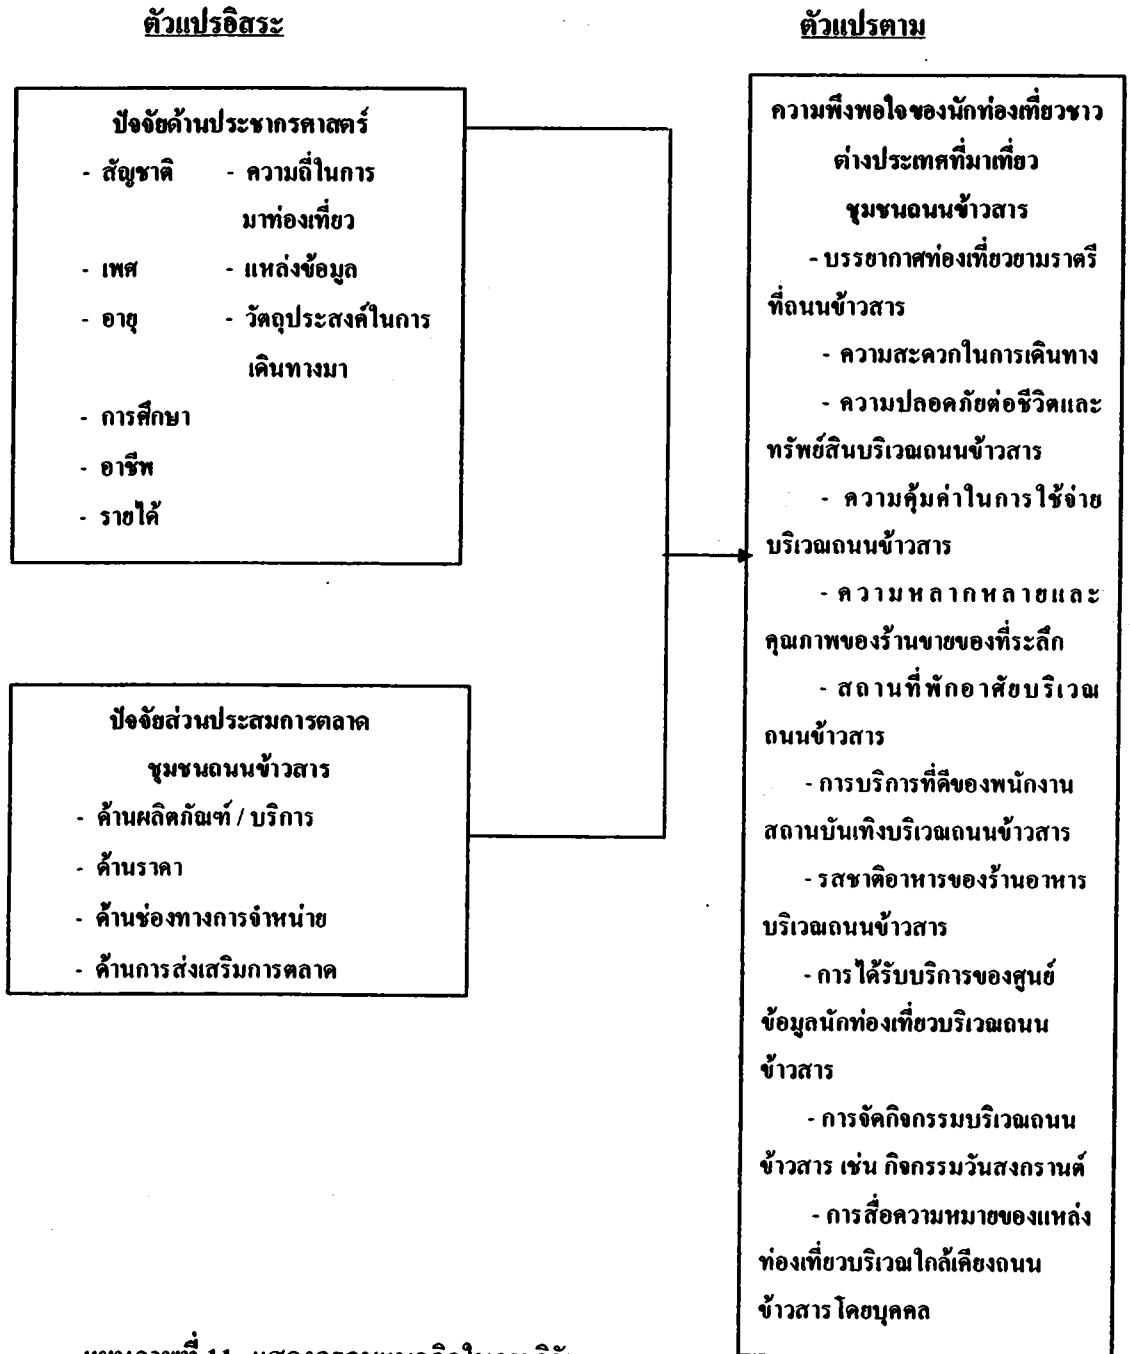 ตัวแปรอิสระ
ตัวแปรตาม
ปัจจัยด้านประชากรศาสตร์
- สัญชาติ - ความถี่ในการ
มาท่องเที่ยว
- เพศ - แหล่งข้อมูล
- อายุ - วัตถุประสงค์ในการ
เดินทางมา
- การศึกษา
- อาชีพ
- รายได้
ปัจจัยส่วนประสมการตลาด
ชุมชนถนนข้าวสาร
- ด้านผลิตภัณฑ์ / บริการ
- ด้านราคา
- ด้านช่องทางการจำหน่าย
- ด้านการส่งเสริมการตลาด
ความพึงพอใจของนักท่องเที่ยวชาว
ต่างประเทศที่มาเที่ยว
ชุมชนถนนข้าวสาร
- บรรยากาศท่องเที่ยวยามราตรี
ที่ถนนข้าวสาร
- ความสะดวกในการเดินทาง
- ความปลอดภัยต่อชีวิตและ
ทรัพย์สินบริเวณถนนข้าวสาร
- ความคุ้มค่าในการใช้จ่าย
บริเวณถนนข้าวสาร
- ความหลากหลายและ
คุณภาพของร้านขายของที่ระลึก
- สถานที่พักอาศัยบริเวณ
ถนนข้าวสาร
- การบริการที่ดีของพนักงาน
สถานบันเทิงบริเวณถนนข้าวสาร
- รสชาติอาหารของร้านอาหาร
บริเวณถนนข้าวสาร
- การได้รับบริการของศูนย์
ข้อมูลนักท่องเที่ยวบริเวณถนน
ข้าวสาร
- การจัดกิจกรรมบริเวณถนน
ข้าวสาร เช่น กิจกรรมวันสงกรานต์
- การสื่อความหมายของแหล่ง
ท่องเที่ยวบริเวณใกล้เคียงถนน
ข้าวสาร โดยบุคคล